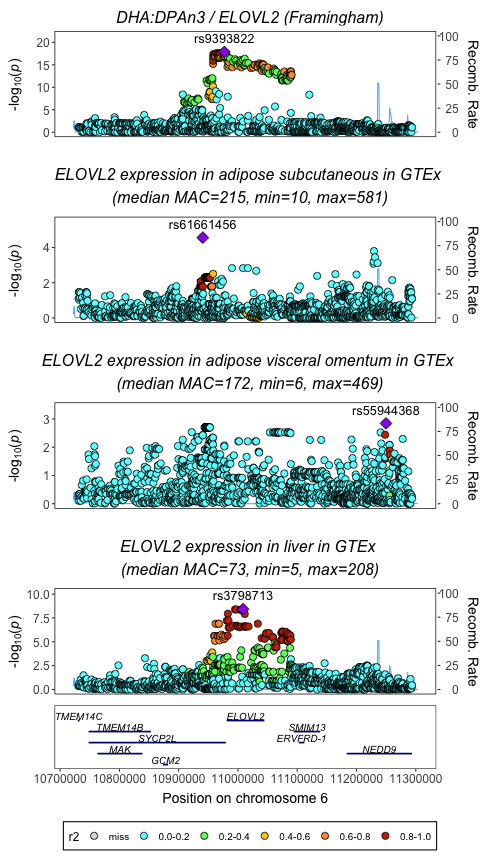 DHA:DPAn3 / ELOVL2 (Framingham)
rs9393822
-log10(p)
20
15
10
5
0
100
75
50
25
0
Recomb. Rate
ELOVL2 expression in adipose subcutaneous in GTEx
(median MAC=215, min=10, max=581)
rs61661456
-log10(p)
4
2
0
100
75
50
25
0
Recomb. Rate
ELOVL2 expression in adipose visceral omentum in GTEx
(median MAC=172, min=6, max=469)
rs55944368
-log10(p)
3
2
1
0
100
75
50
25
0
Recomb. Rate
ELOVL2 expression in liver in GTEx
(median MAC=73, min=5, max=208)
rs3798713
-log10(p)
10.0
7.5
5.0
2.5
0.0
100
75
50
25
0
Recomb. Rate
TMEM14C ELOVL2
TMEM14B SMIM13
SYCP2L ERVFRD-1
MAK NEDD9
GCM2
10700000 10800000 10900000 11000000 11100000 11200000 11300000
Position on chromosome 6
r2 miss 0.0-0.2 0.2-0.4 0.4-0.6 0.6-0.8 0.8-1.0